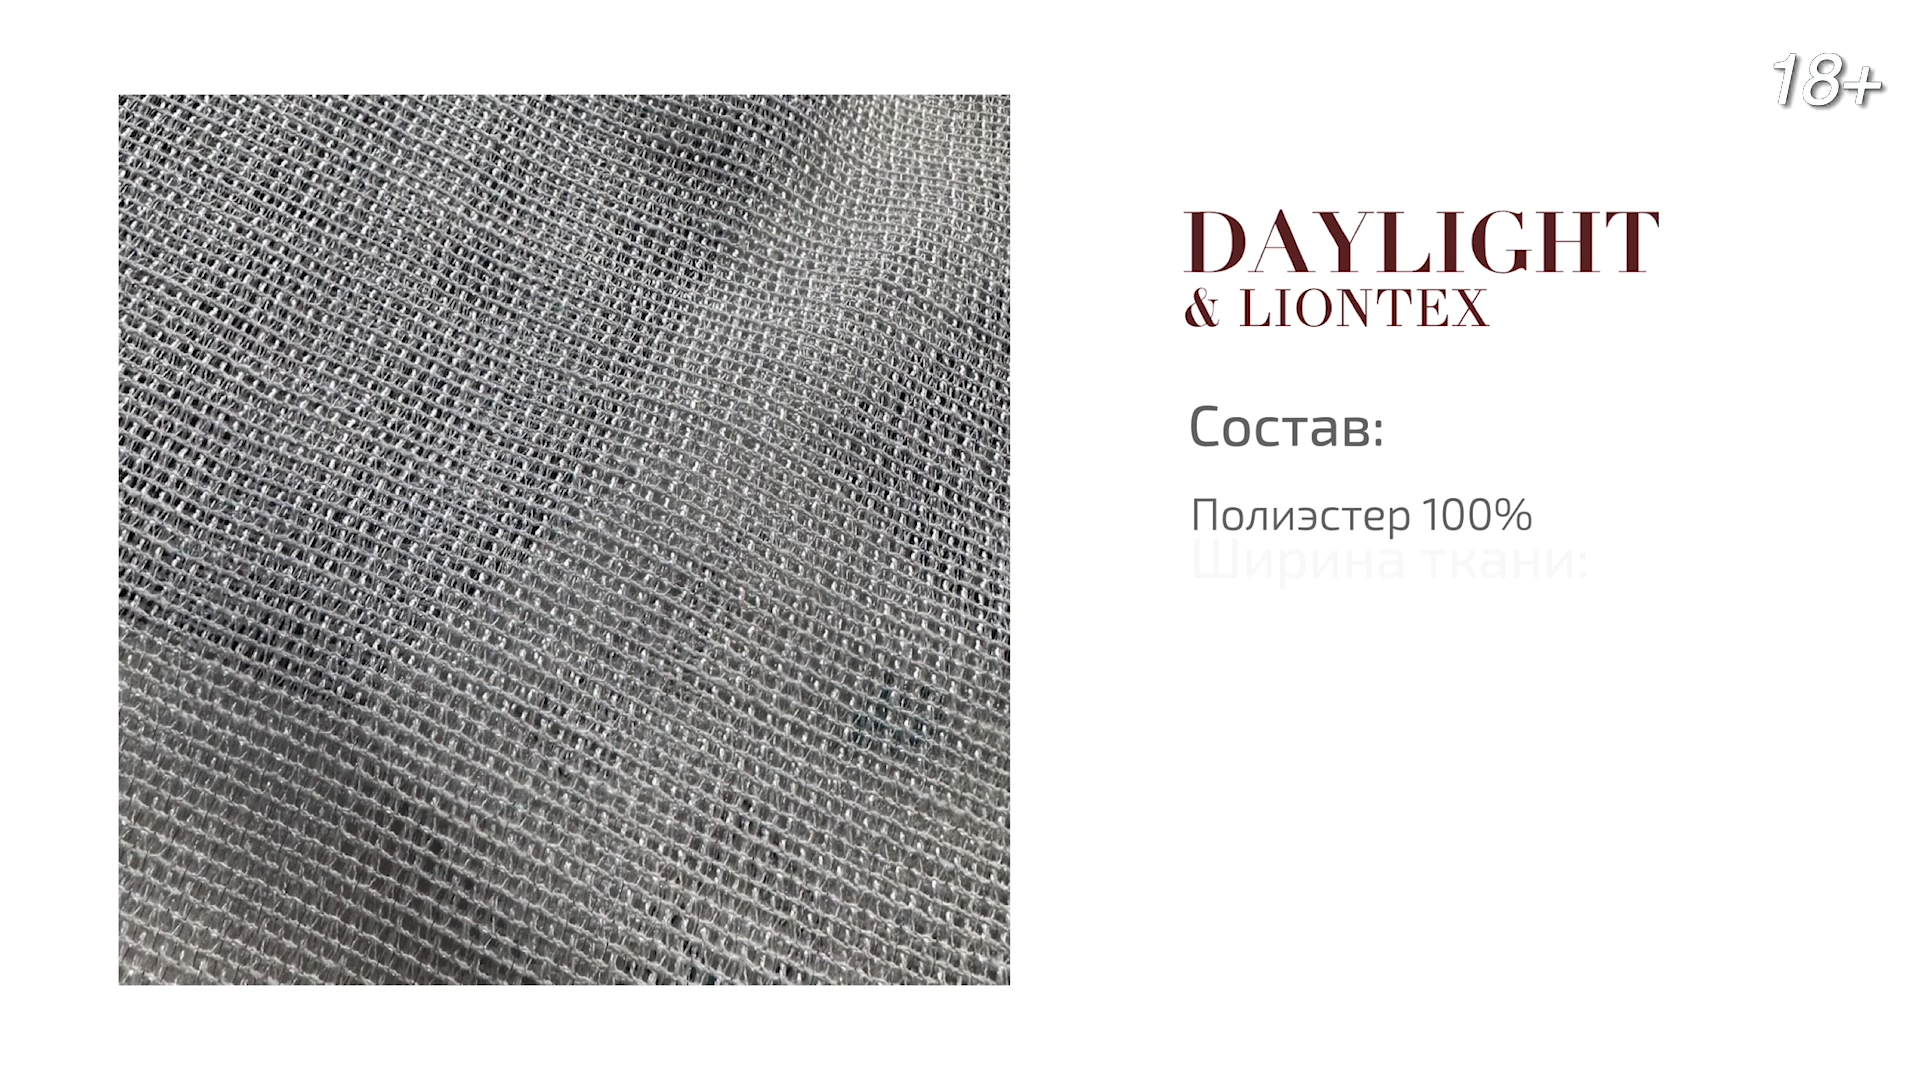 18+
DAYLIGHT
& LIONTEX
Состав:
Полиэстер 100%
Ширина ткани: